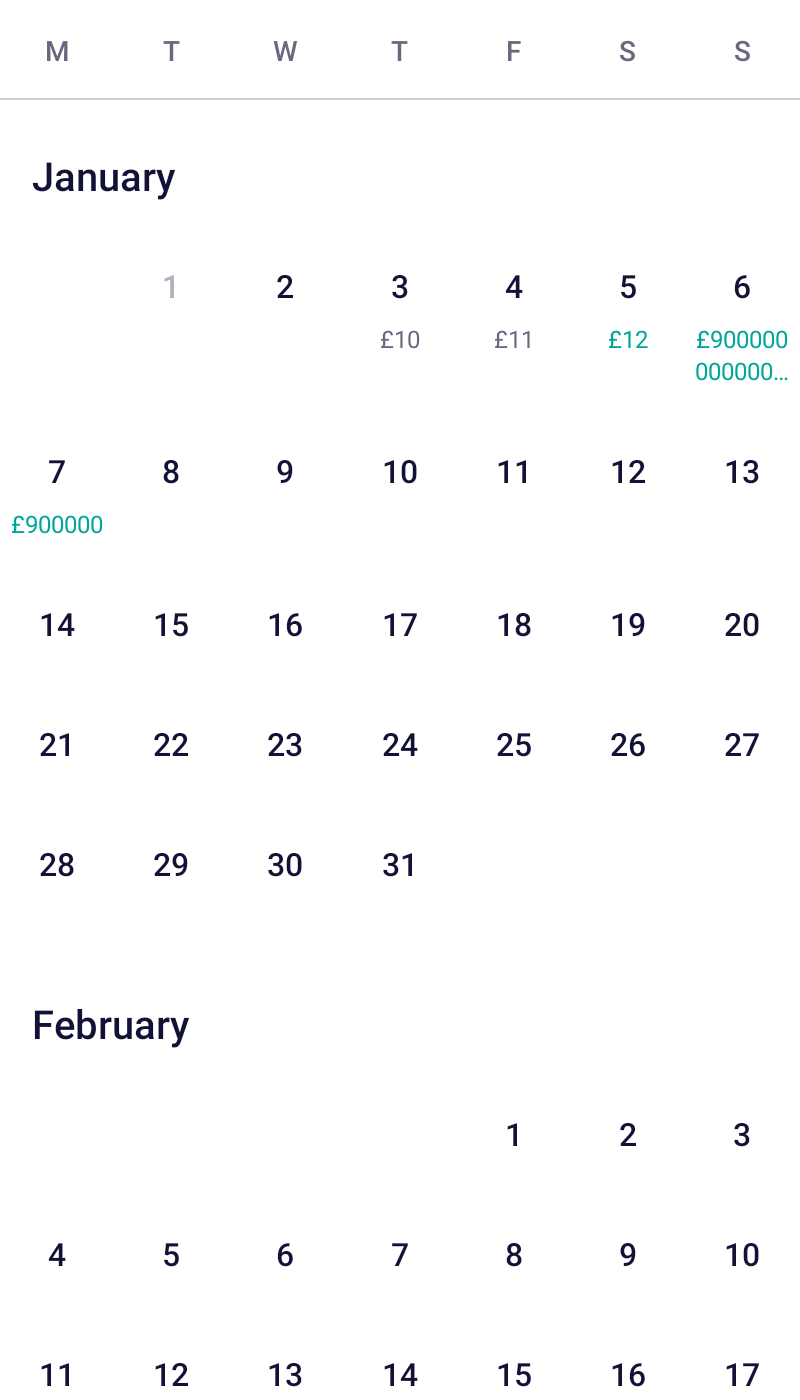 M T W T F S S
January
1 2 3 4 5 6
£10 £11 £12 £900000
000000…
7 8 9 10 11 12 13
£900000
14 15 16 17 18 19 20
21 22 23 24 25 26 27
28 29 30 31
February
1 2 3
4 5 6 7 8 9 10
11 12 13 14 15 16 17